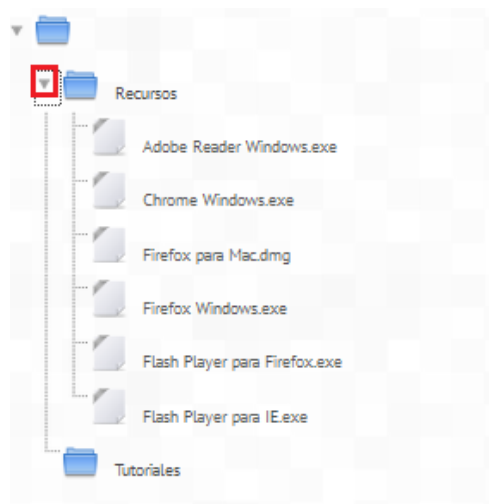 Recursos
Adobe Reader Windows.exe
Chrome Windows.exe
Firefox para Mac.dmg
Firefox Windows.exe
Flash Player para Firefox.exe
Flash Player para IE.exe
Tutoriales